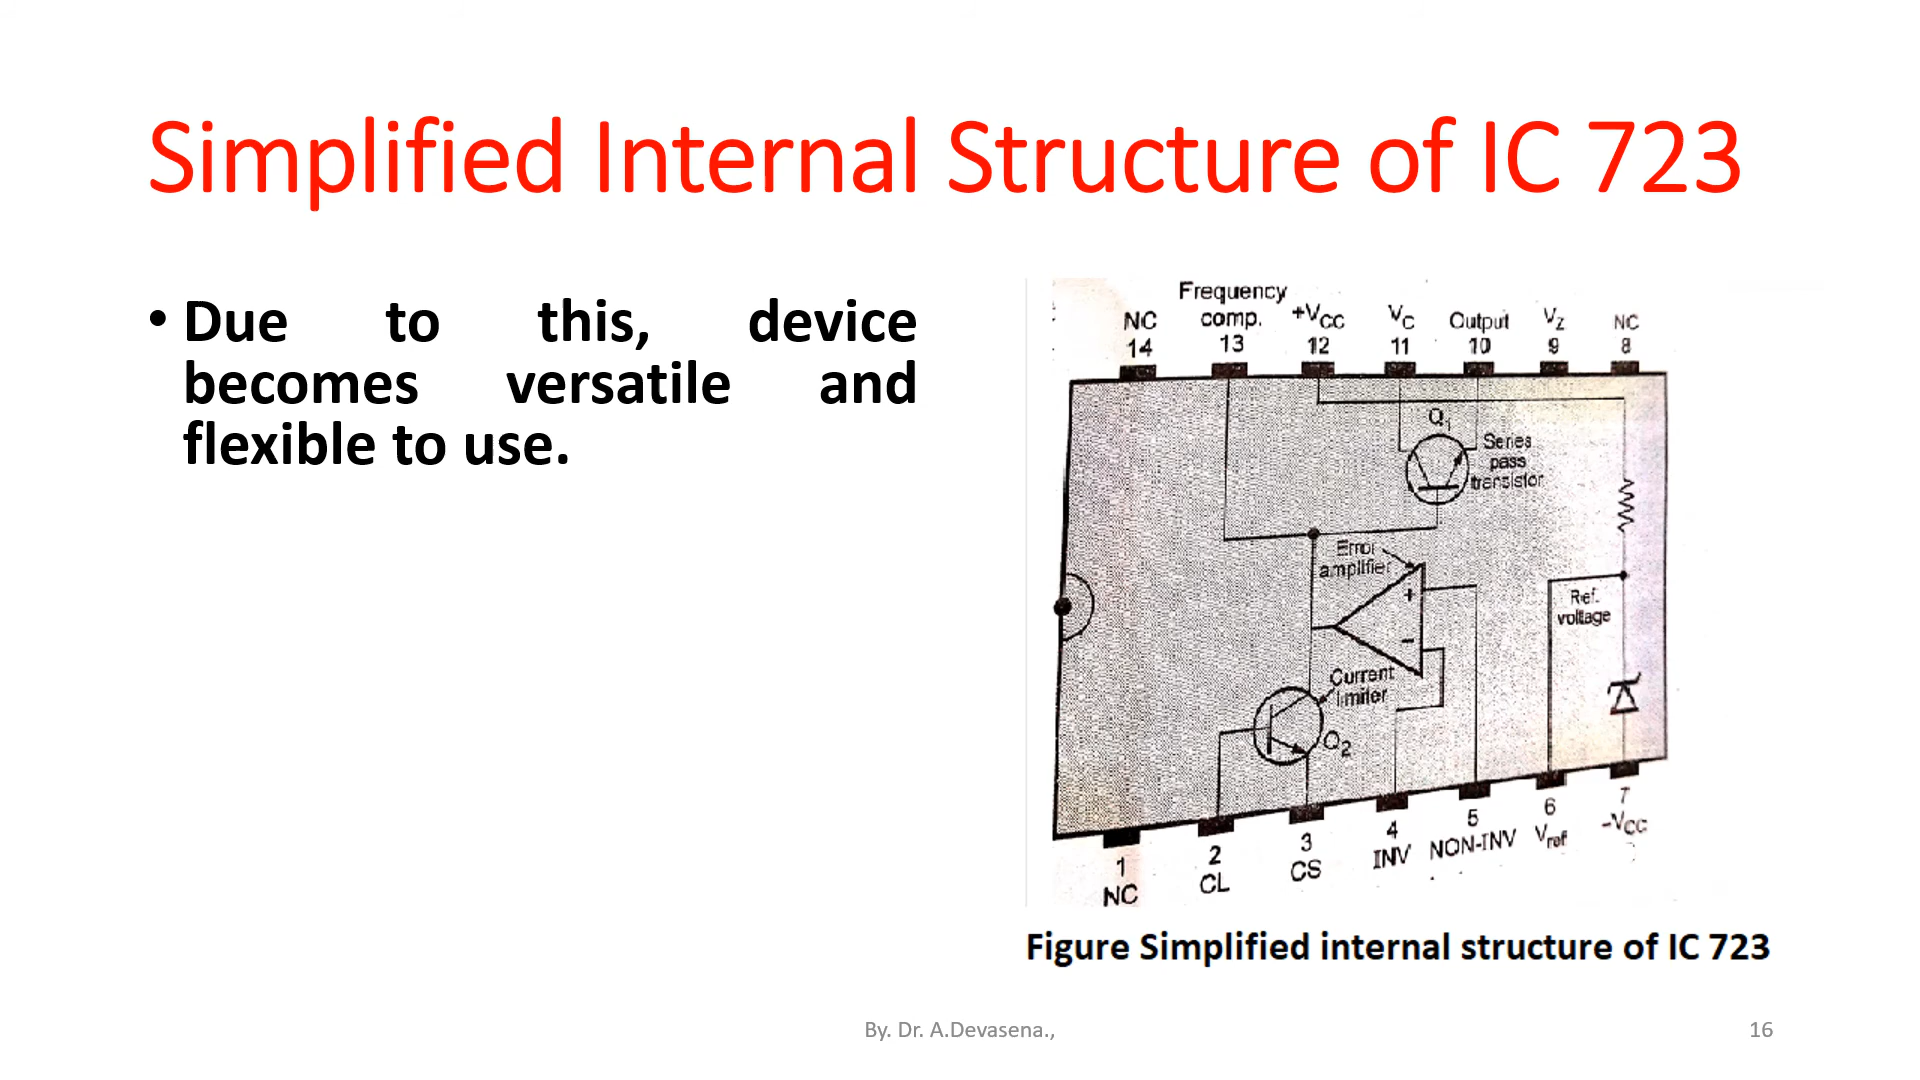 Simplified Internal Structure of IC 723
• Due to this, device
becomes versatile and
flexible to use.
Frequency
NC comp. +VCC VC Output VZ NC
14 13 12 11 10 9 8
Q1
Series
pass
transistor
Error
amplifier
+
−
Ref.
voltage
Current
limiter
Q2
1 2 3 4 5 6 7
NC CL CS INV NON-INV Vref -VCC
Figure Simplified internal structure of IC 723
By. Dr. A.Devasena.,
16